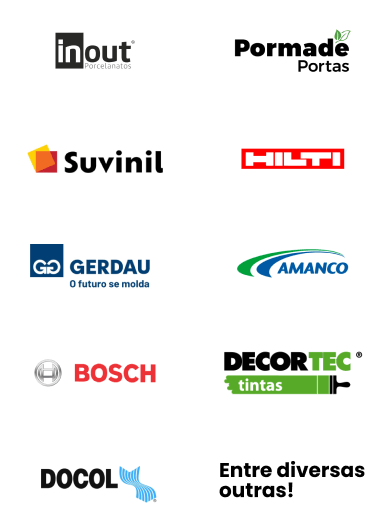 inout®
Porcelanatos
Pormade
Portas
Suvinil
HILTI
GERDAU
O futuro se molda
AMANCO
BOSCH
DECORTEC®
tintas
DOCOL®
Entre diversas
outras!